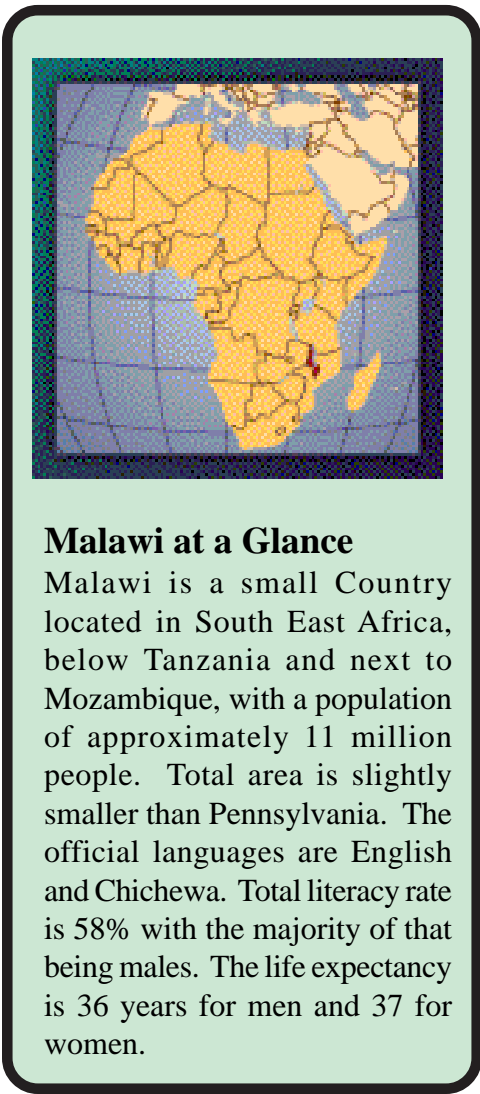 Malawi at a Glance
Malawi is a small Country
located in South East Africa,
below Tanzania and next to
Mozambique, with a population
of approximately 11 million
people. Total area is slightly
smaller than Pennsylvania. The
official languages are English
and Chichewa. Total literacy rate
is 58% with the majority of that
being males. The life expectancy
is 36 years for men and 37 for
women.